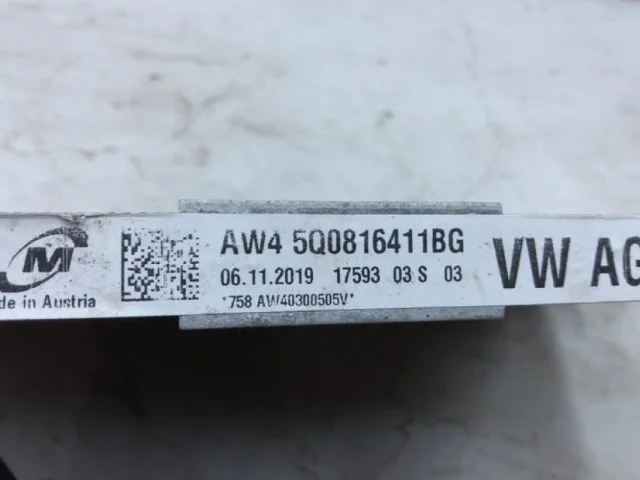 M
AW4 5Q0816411BG
06.11.2019 17593 03 S 03
*758 AW40300505V*
VW AG
de in Austria